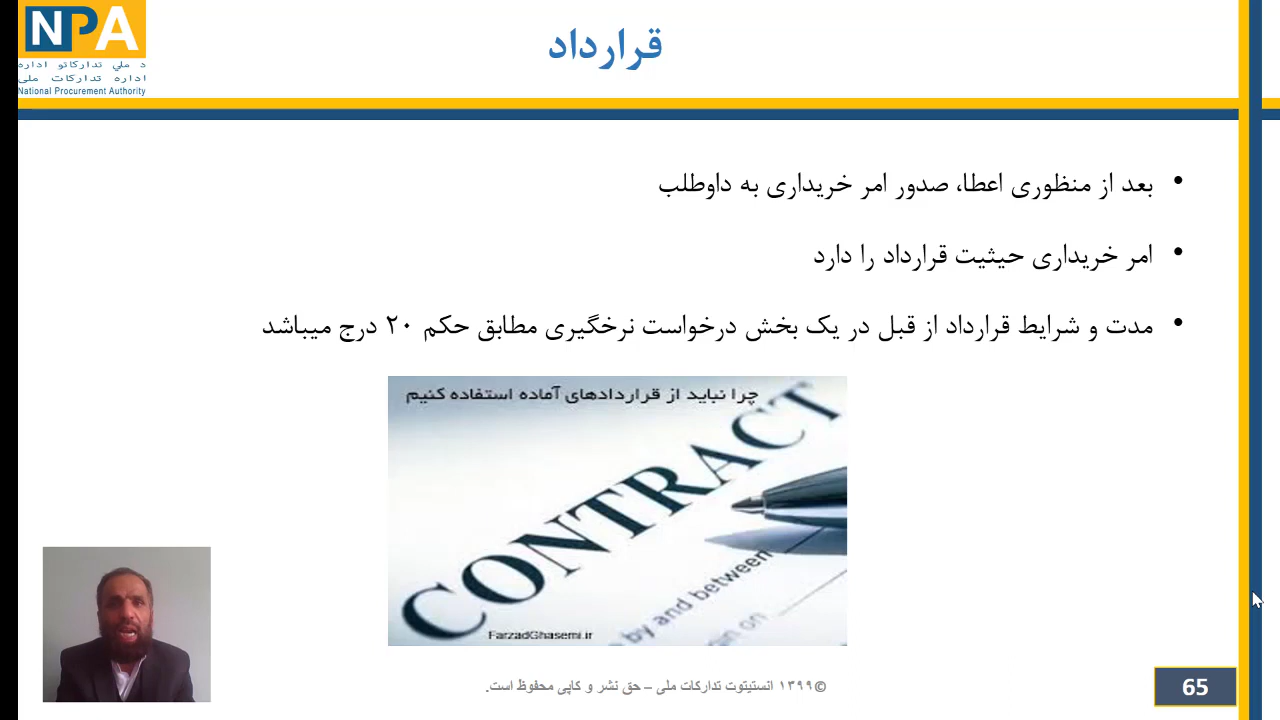 NPA
د ملي تدارکاتو اداره
اداره تدارکات ملی
National Procurement Authority
قرارداد
• بعد از منظوری اعطا، صدور امر خریداری به داوطلب
• امر خریداری حیثیت قرارداد را دارد
• مدت و شرایط قرارداد از قبل در یک بخش درخواست نرخگیری مطابق حکم ۲۰ درج میباشد
چرا نباید از قراردادهای آماده استفاده کنیم
CONTRACT
by and between
on
FarzadGhasemi.ir
©۱۳۹۹ انستیتوت تدارکات ملی – حق نشر و کاپی محفوظ است.
65